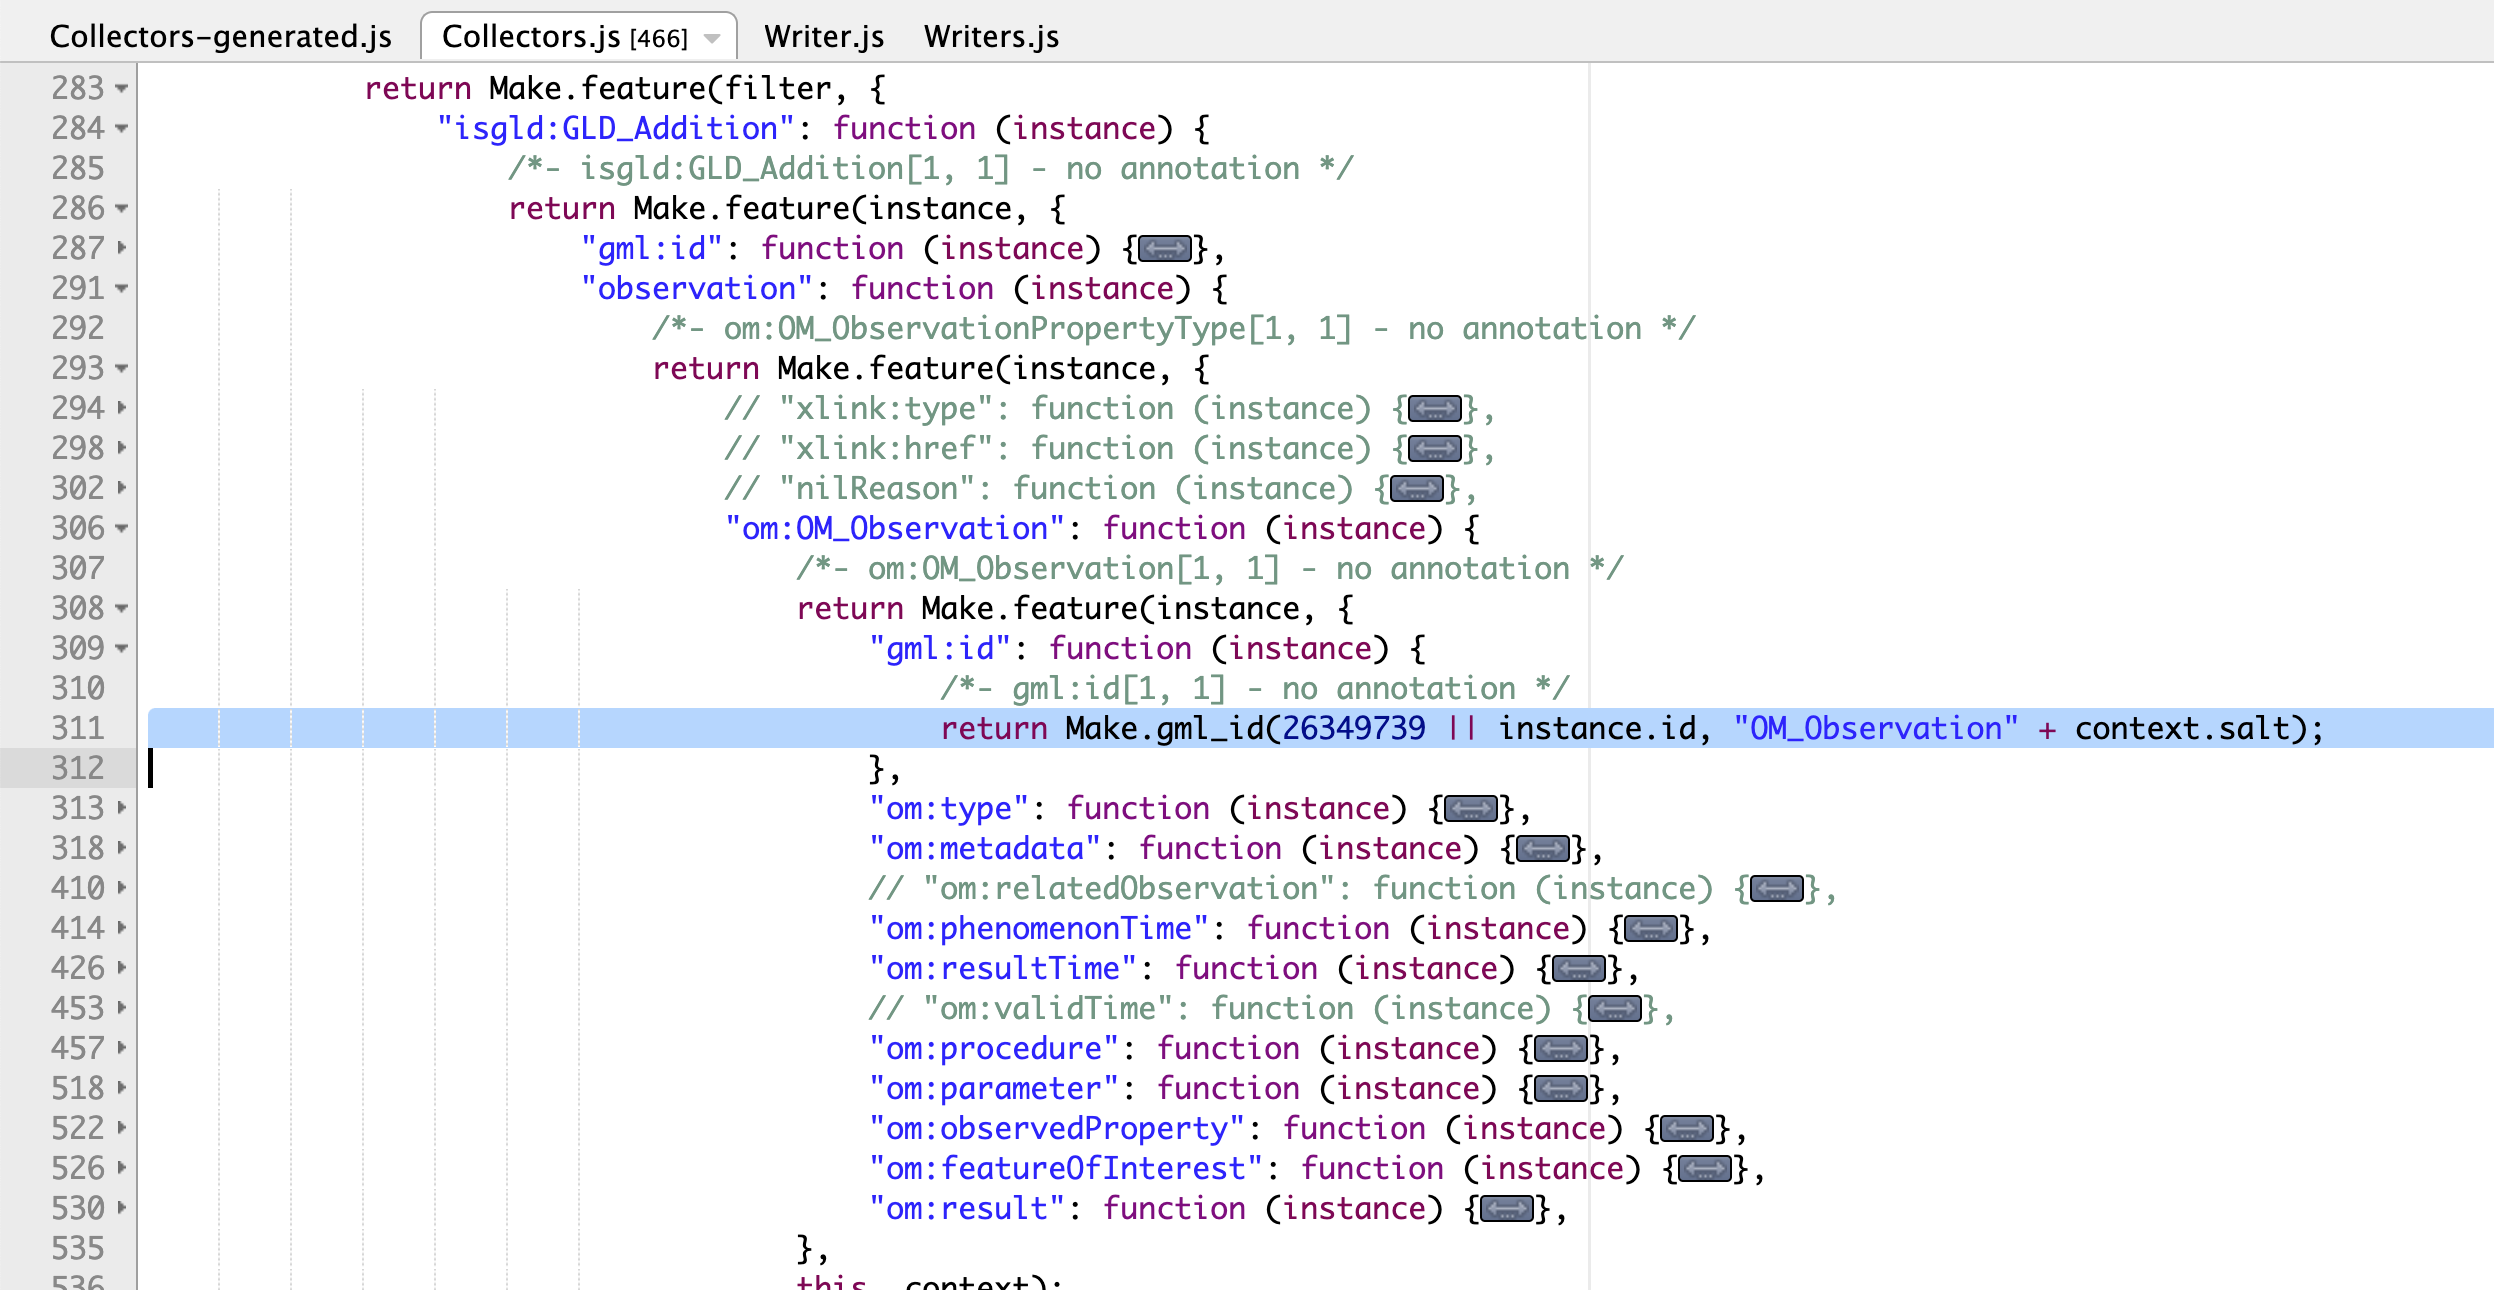 Collectors-generated.js Collectors.js [466] Writer.js Writers.js
283 return Make.feature(filter, {
284 "isgld:GLD_Addition": function (instance) {
285 /*- isgld:GLD_Addition[1, 1] - no annotation */
286 return Make.feature(instance, {
287 "gml:id": function (instance) {...},
291 "observation": function (instance) {
292 /*- om:OM_ObservationPropertyType[1, 1] - no annotation */
293 return Make.feature(instance, {
294 // "xlink:type": function (instance) {...},
298 // "xlink:href": function (instance) {...},
302 // "nilReason": function (instance) {...},
306 "om:OM_Observation": function (instance) {
307 /*- om:OM_Observation[1, 1] - no annotation */
308 return Make.feature(instance, {
309 "gml:id": function (instance) {
310 /*- gml:id[1, 1] - no annotation */
311 return Make.gml_id(26349739 || instance.id, "OM_Observation" + context.salt);
312 },
313 "om:type": function (instance) {...},
318 "om:metadata": function (instance) {...},
410 // "om:relatedObservation": function (instance) {...},
414 "om:phenomenonTime": function (instance) {...},
426 "om:resultTime": function (instance) {...},
453 // "om:validTime": function (instance) {...},
457 "om:procedure": function (instance) {...},
518 "om:parameter": function (instance) {...},
522 "om:observedProperty": function (instance) {...},
526 "om:featureOfInterest": function (instance) {...},
530 "om:result": function (instance) {...},
535 },
536 this, context);